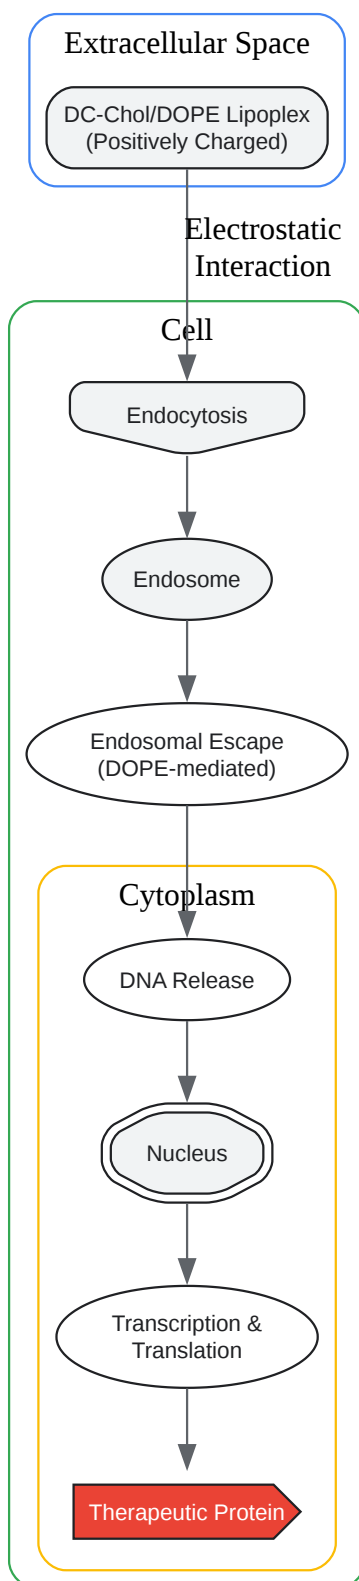 Extracellular Space
DC-Chol/DOPE Lipoplex
(Positively Charged)
Electrostatic
Interaction
Cell
Endocytosis
Endosome
Endosomal Escape
(DOPE-mediated)
Cytoplasm
DNA Release
Nucleus
Transcription &
Translation
Therapeutic Protein